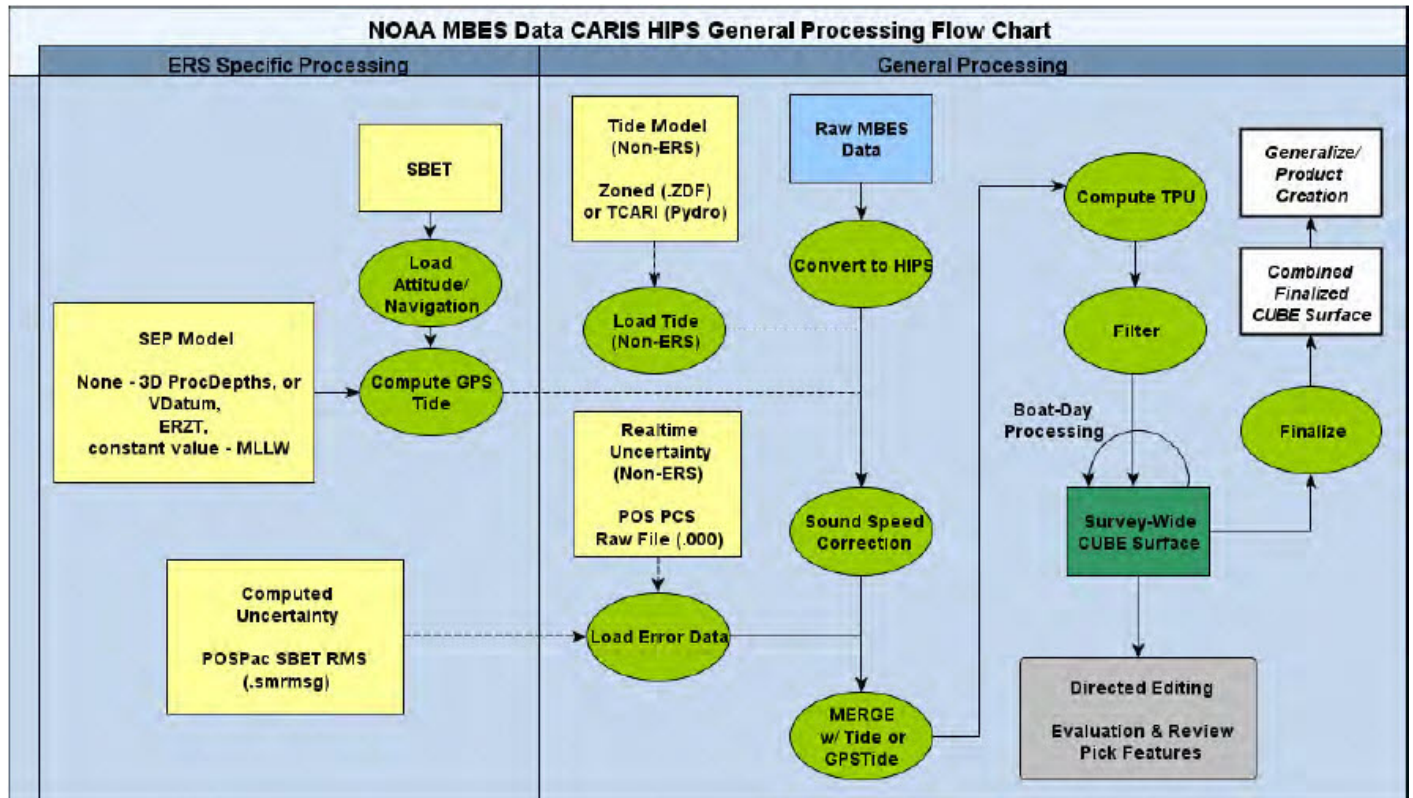 NOAA MBES Data CARIS HIPS General Processing Flow Chart
ERS Specific Processing
General Processing
SBET
Load
Attitude/
Navigation
SEP Model
None - 3D ProcDepths, or
VDatum,
ERZT,
constant value - MLLW
Compute GPS
Tide
Computed
Uncertainty
POSPac SBET RMS
(.smrmsg)
Tide Model
(Non-ERS)
Zoned (.ZDF)
or TCARI (Pydro)
Load Tide
(Non-ERS)
Realtime
Uncertainty
(Non-ERS)
POS PCS
Raw File (.000)
Load Error Data
Raw MBES
Data
Convert to HIPS
Sound Speed
Correction
MERGE
w/ Tide or
GPSTide
Compute TPU
Filter
Boat-Day
Processing
Survey-Wide
CUBE Surface
Directed Editing
Evaluation & Review
Pick Features
Generalize/
Product
Creation
Combined
Finalized
CUBE Surface
Finalize